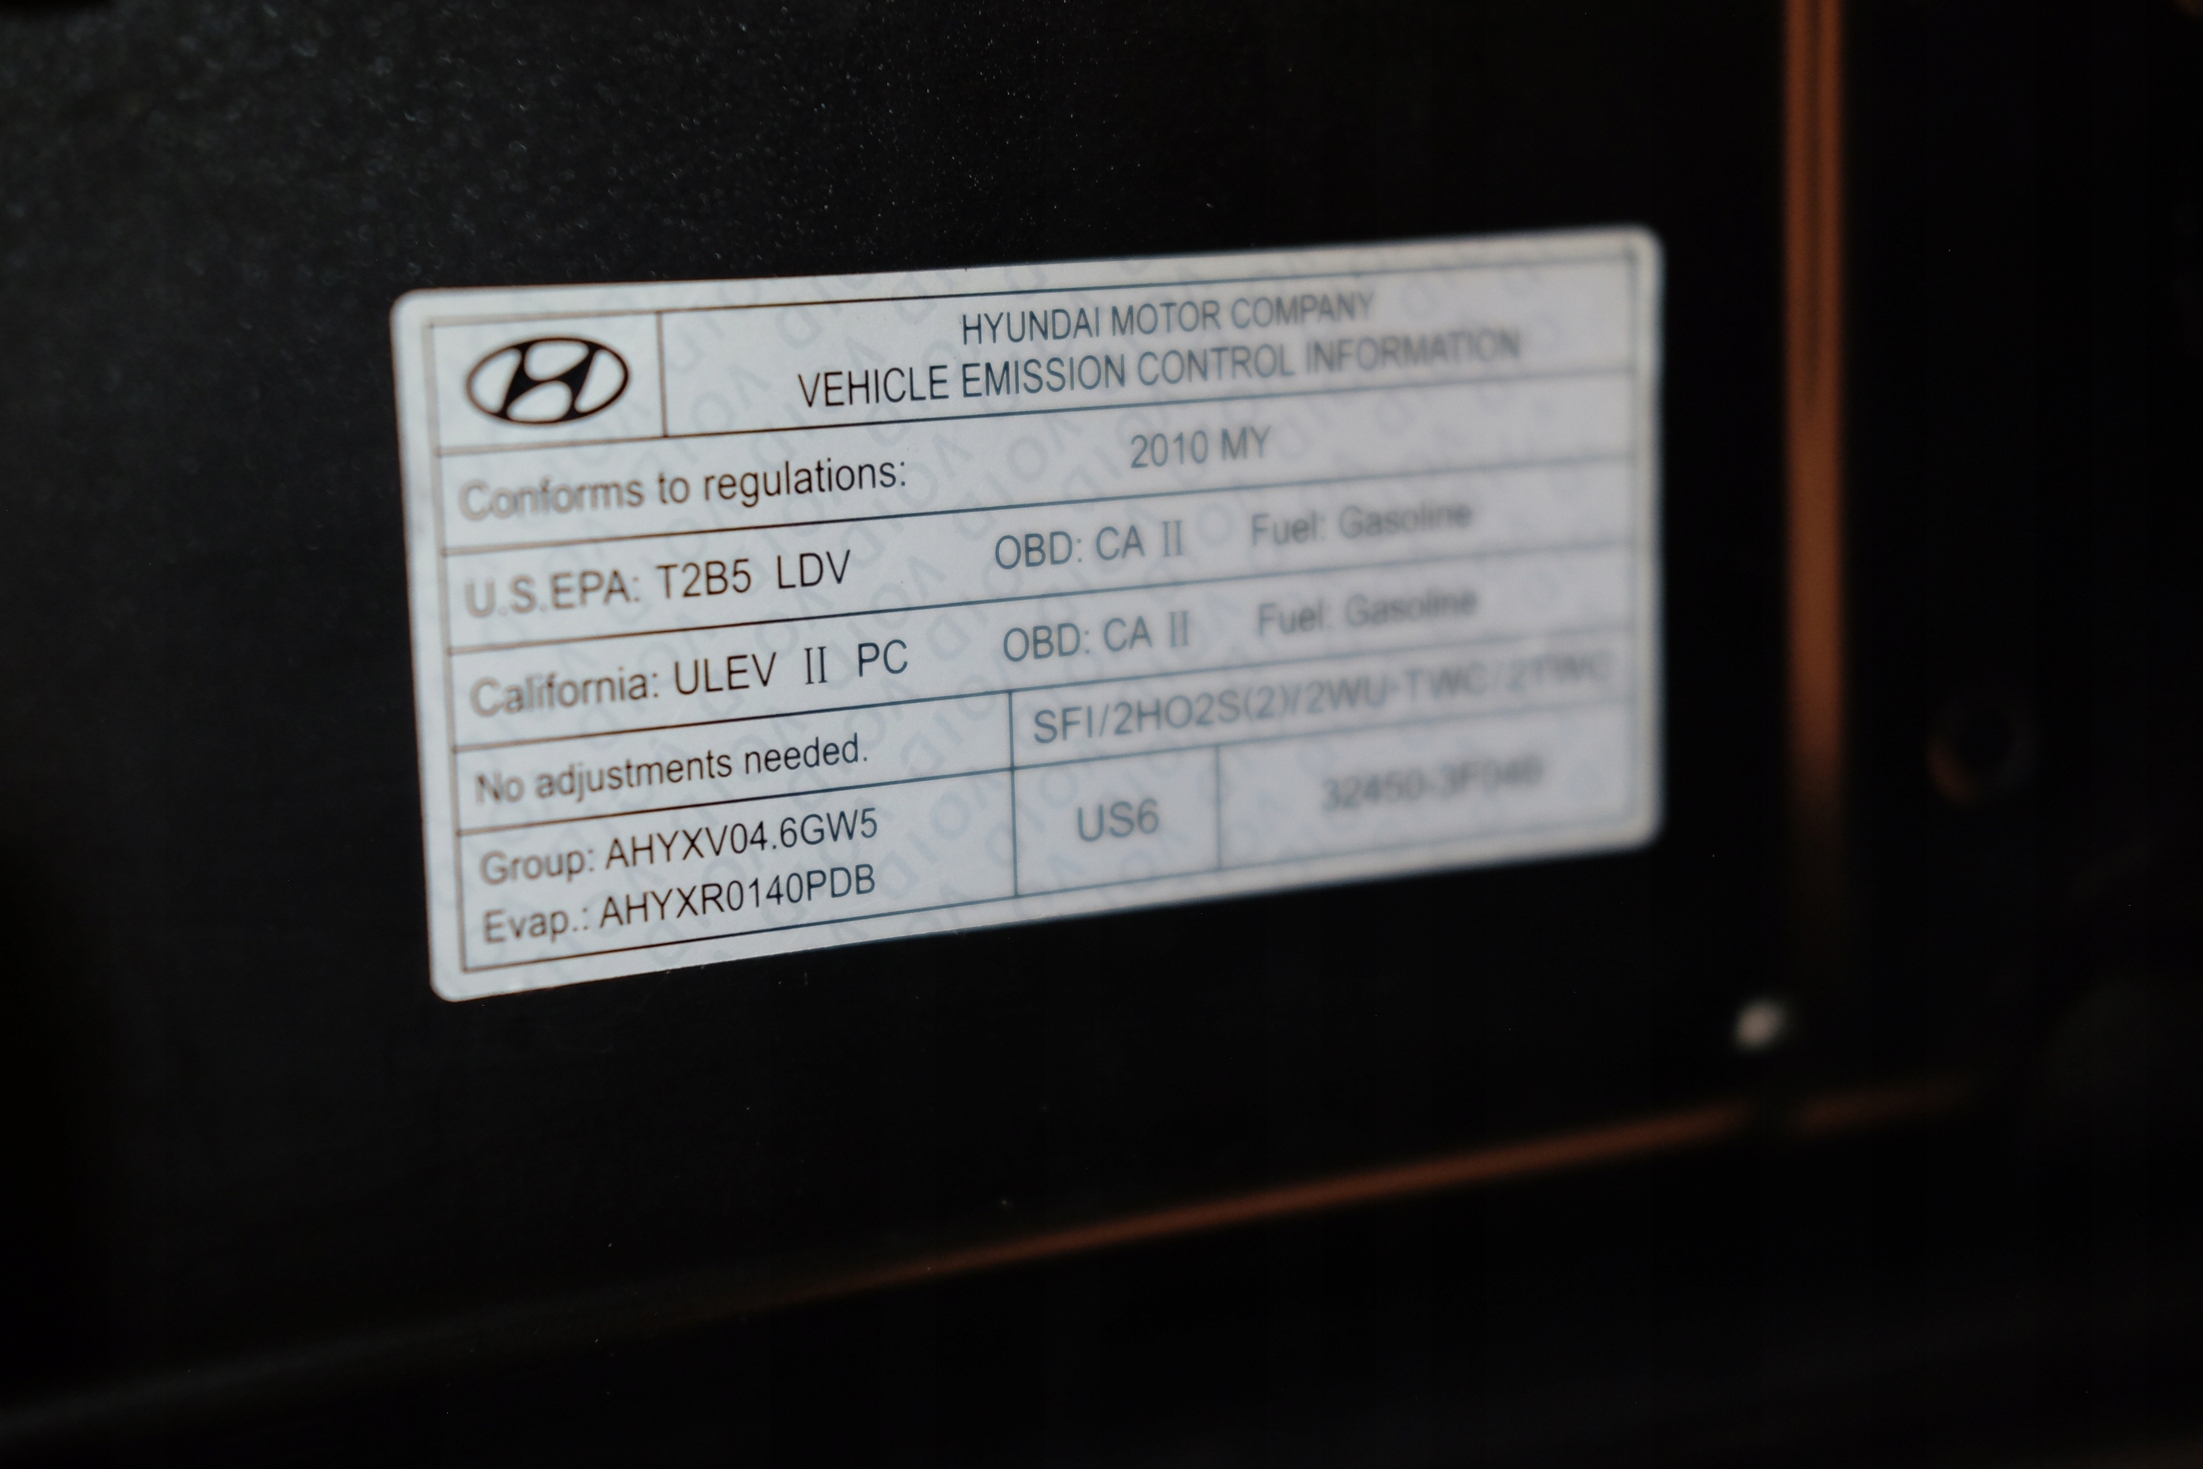 HYUNDAI MOTOR COMPANY
VEHICLE EMISSION CONTROL INFORMATION
Conforms to regulations: 2010 MY
U.S.EPA: T2B5 LDV OBD: CA II Fuel: Gasoline
California: ULEV II PC OBD: CA II Fuel: Gasoline
No adjustments needed. SFI/2HO2S(2)/2WU-TWC/2TWC
Group: AHYXV04.6GW5
Evap.: AHYXR0140PDB
US6